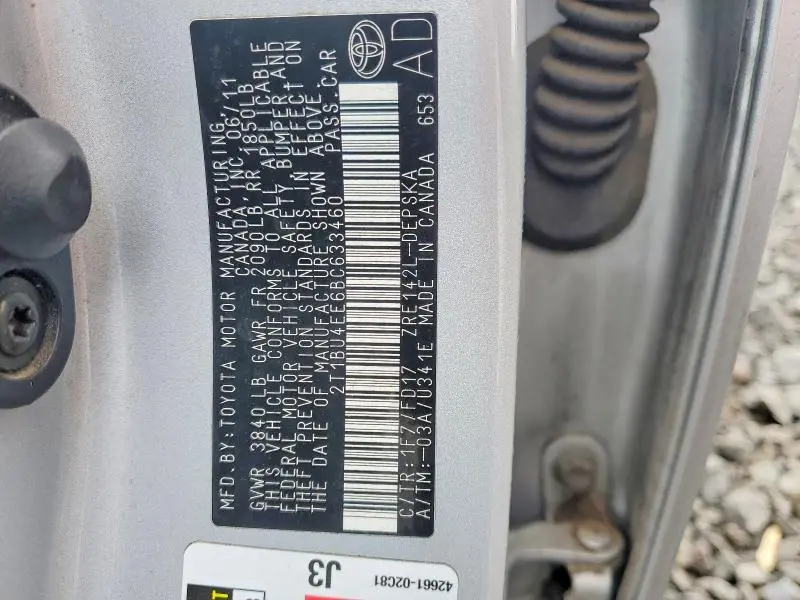 MFD. BY: TOYOTA MOTOR MANUFACTURING,
CANADA, INC. 06/11
GVWR 3840 LB GAWR FR 2090LB, RR 1850LB
THIS VEHICLE CONFORMS TO ALL APPLICABLE
FEDERAL MOTOR VEHICLE SAFETY, BUMPER, AND
THEFT PREVENTION STANDARDS IN EFFECT ON
THE DATE OF MANUFACTURE SHOWN ABOVE.
2T1BU4EE6BC633460 PASS. CAR
C/TR: 1F7/FD17 ZRE142L-DEPSKA AD
A/TM: -03A/U341E MADE IN CANADA 653
J3
42661-02C81